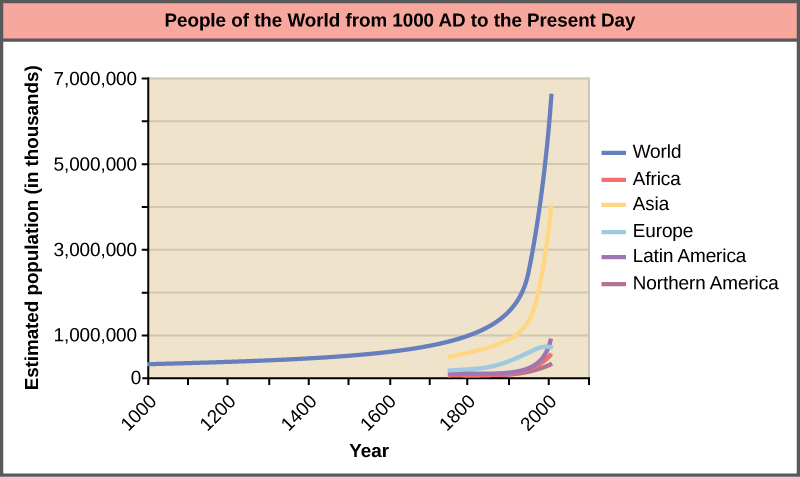 People of the World from 1000 AD to the Present Day
Estimated population (in thousands)
7,000,000
5,000,000
3,000,000
1,000,000
0
1000
1200
1400
1600
1800
2000
Year
World
Africa
Asia
Europe
Latin America
Northern America